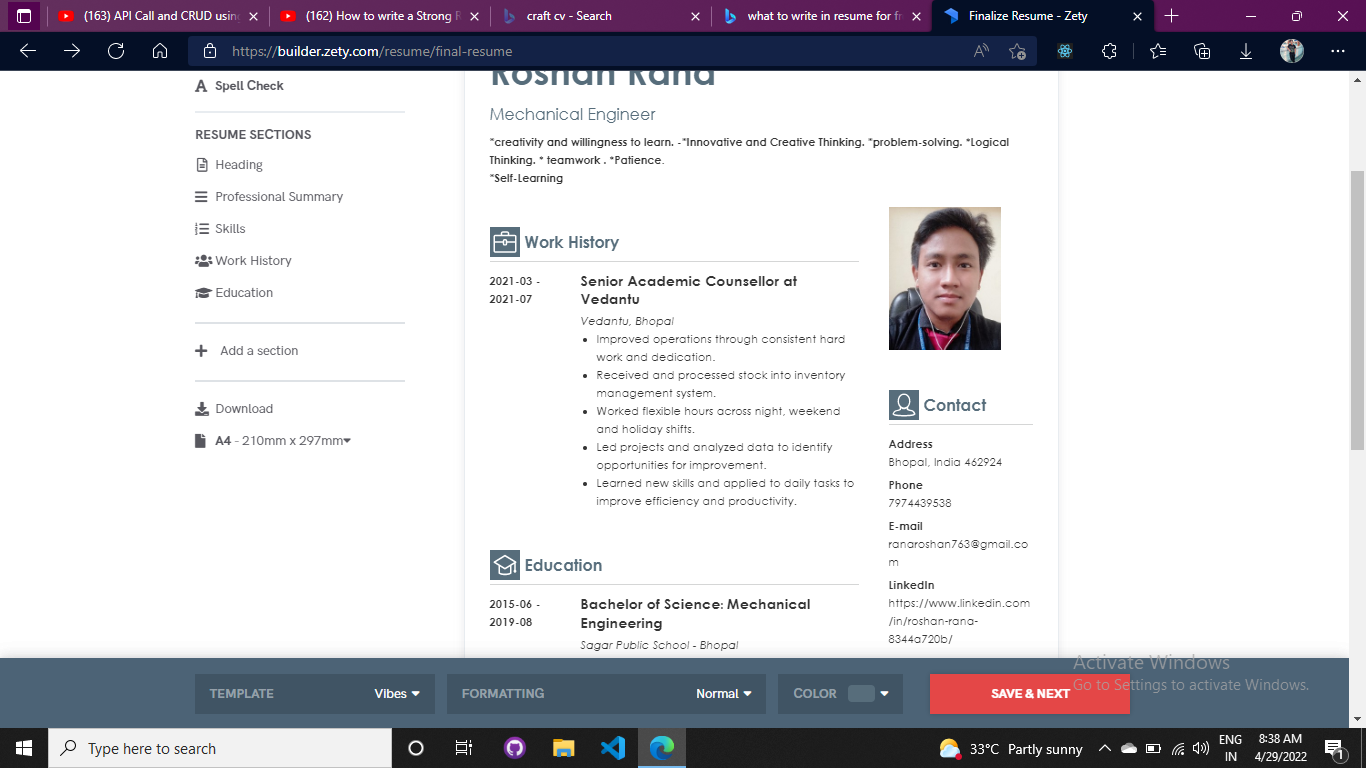 (163) API Call and CRUD using
(162) How to write a Strong R
craft cv - Search
what to write in resume for fr
Finalize Resume - Zety
https://builder.zety.com/resume/final-resume
Spell Check
RESUME SECTIONS
Heading
Professional Summary
Skills
Work History
Education
Add a section
Download
A4 - 210mm x 297mm
Roshan Rana
Mechanical Engineer
*creativity and willingness to learn. -*Innovative and Creative Thinking. *problem-solving. *Logical
Thinking. * teamwork . *Patience.
*Self-Learning
Work History
2021-03 -
2021-07
Senior Academic Counsellor at
Vedantu
Vedantu, Bhopal
Improved operations through consistent hard
work and dedication.
Received and processed stock into inventory
management system.
Worked flexible hours across night, weekend
and holiday shifts.
Led projects and analyzed data to identify
opportunities for improvement.
Learned new skills and applied to daily tasks to
improve efficiency and productivity.
Education
2015-06 -
2019-08
Bachelor of Science: Mechanical
Engineering
Sagar Public School - Bhopal
Contact
Address
Bhopal, India 462924
Phone
7974439538
E-mail
ranaroshan763@gmail.co
m
LinkedIn
https://www.linkedin.com
/in/roshan-rana-
8344a720b/
Activate Windows
Go to Settings to activate Windows.
TEMPLATE Vibes
FORMATTING Normal
COLOR
SAVE & NEXT
Type here to search
33°C Partly sunny
ENG
IN
8:38 AM
4/29/2022
1